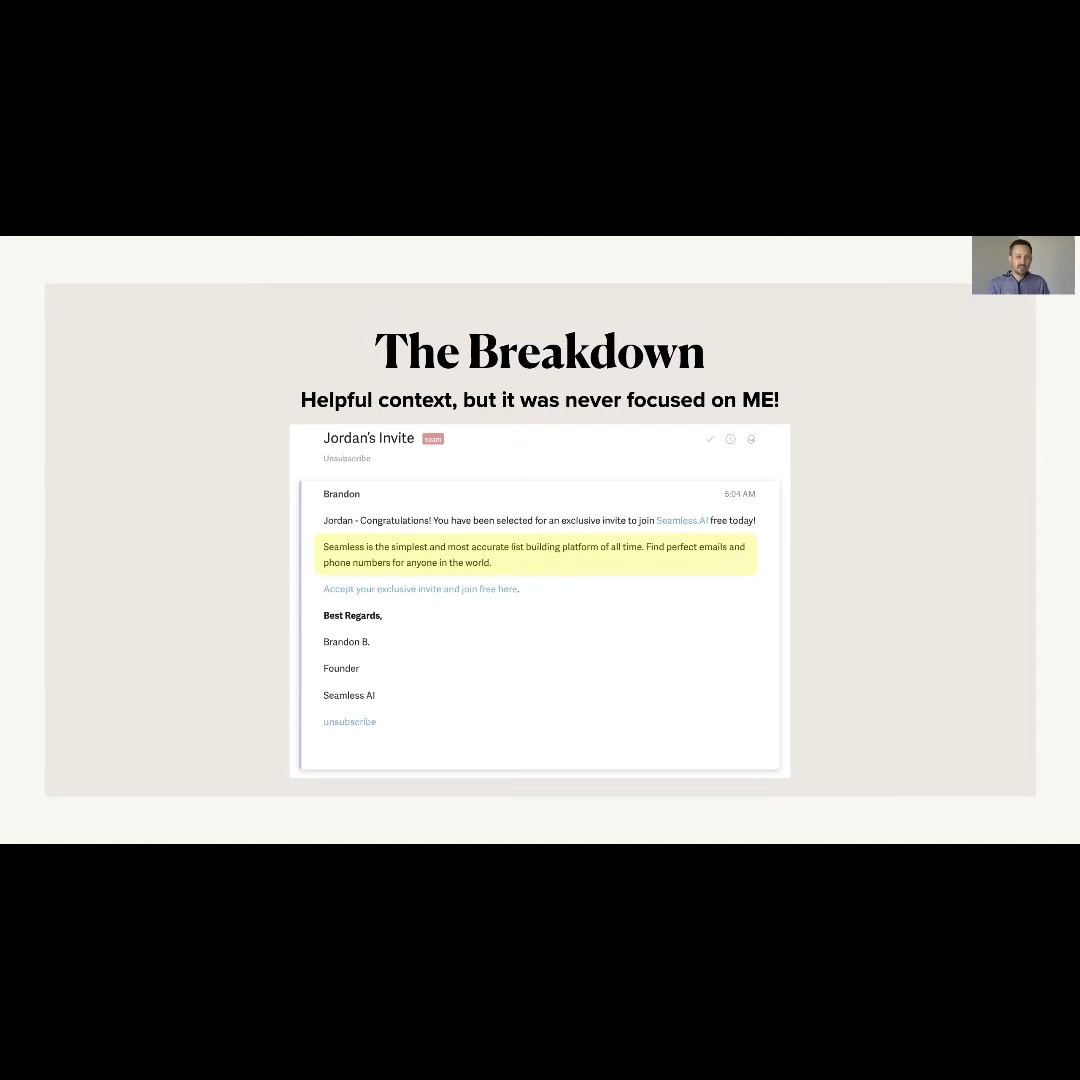 The Breakdown
Helpful context, but it was never focused on ME!
Jordan's Invite spam
Unsubscribe
Brandon 5:04 AM
Jordan - Congratulations! You have been selected for an exclusive invite to join Seamless.AI free today!
Seamless is the simplest and most accurate list building platform of all time. Find perfect emails and
phone numbers for anyone in the world.
Accept your exclusive invite and join free here.
Best Regards,
Brandon B.
Founder
Seamless AI
unsubscribe